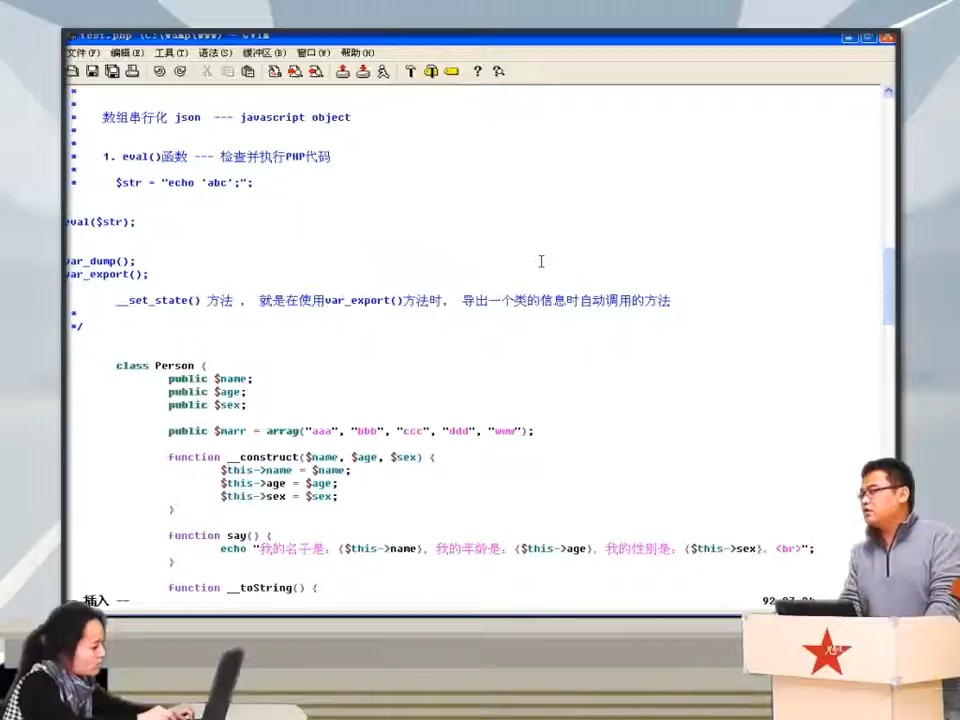 test.php (C:\wamp\www) - GVIM
文件(F) 编辑(E) 工具(T) 语法(S) 缓冲区(B) 窗口(W) 帮助(H)
*
*
* 数组串行化 json --- javascript object
*
*
* 1. eval()函数 --- 检查并执行PHP代码
*
* $str = "echo 'abc';";
eval($str);
var_dump();
var_export();
__set_state() 方法 , 就是在使用var_export()方法时, 导出一个类的信息时自动调用的方法
*
*/
class Person {
public $name;
public $age;
public $sex;
public $marr = array("aaa", "bbb", "ccc", "ddd", "www");
function __construct($name, $age, $sex) {
$this->name = $name;
$this->age = $age;
$this->sex = $sex;
}
function say() {
echo "我的名子是：{$this->name}, 我的年龄是：{$this->age}, 我的性别是：{$this->sex}。<br>";
}
function __toString() {
-- 插入 --